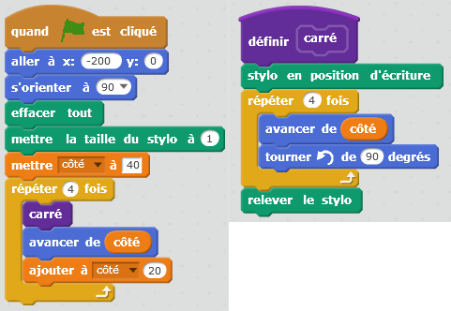 quand est cliqué
aller à x: -200 y: 0
s'orienter à 90
effacer tout
mettre la taille du stylo à 1
mettre côté à 40
répéter 4 fois
carré
avancer de côté
ajouter à côté 20
définir carré
stylo en position d'écriture
répéter 4 fois
avancer de côté
tourner de 90 degrés
relever le stylo